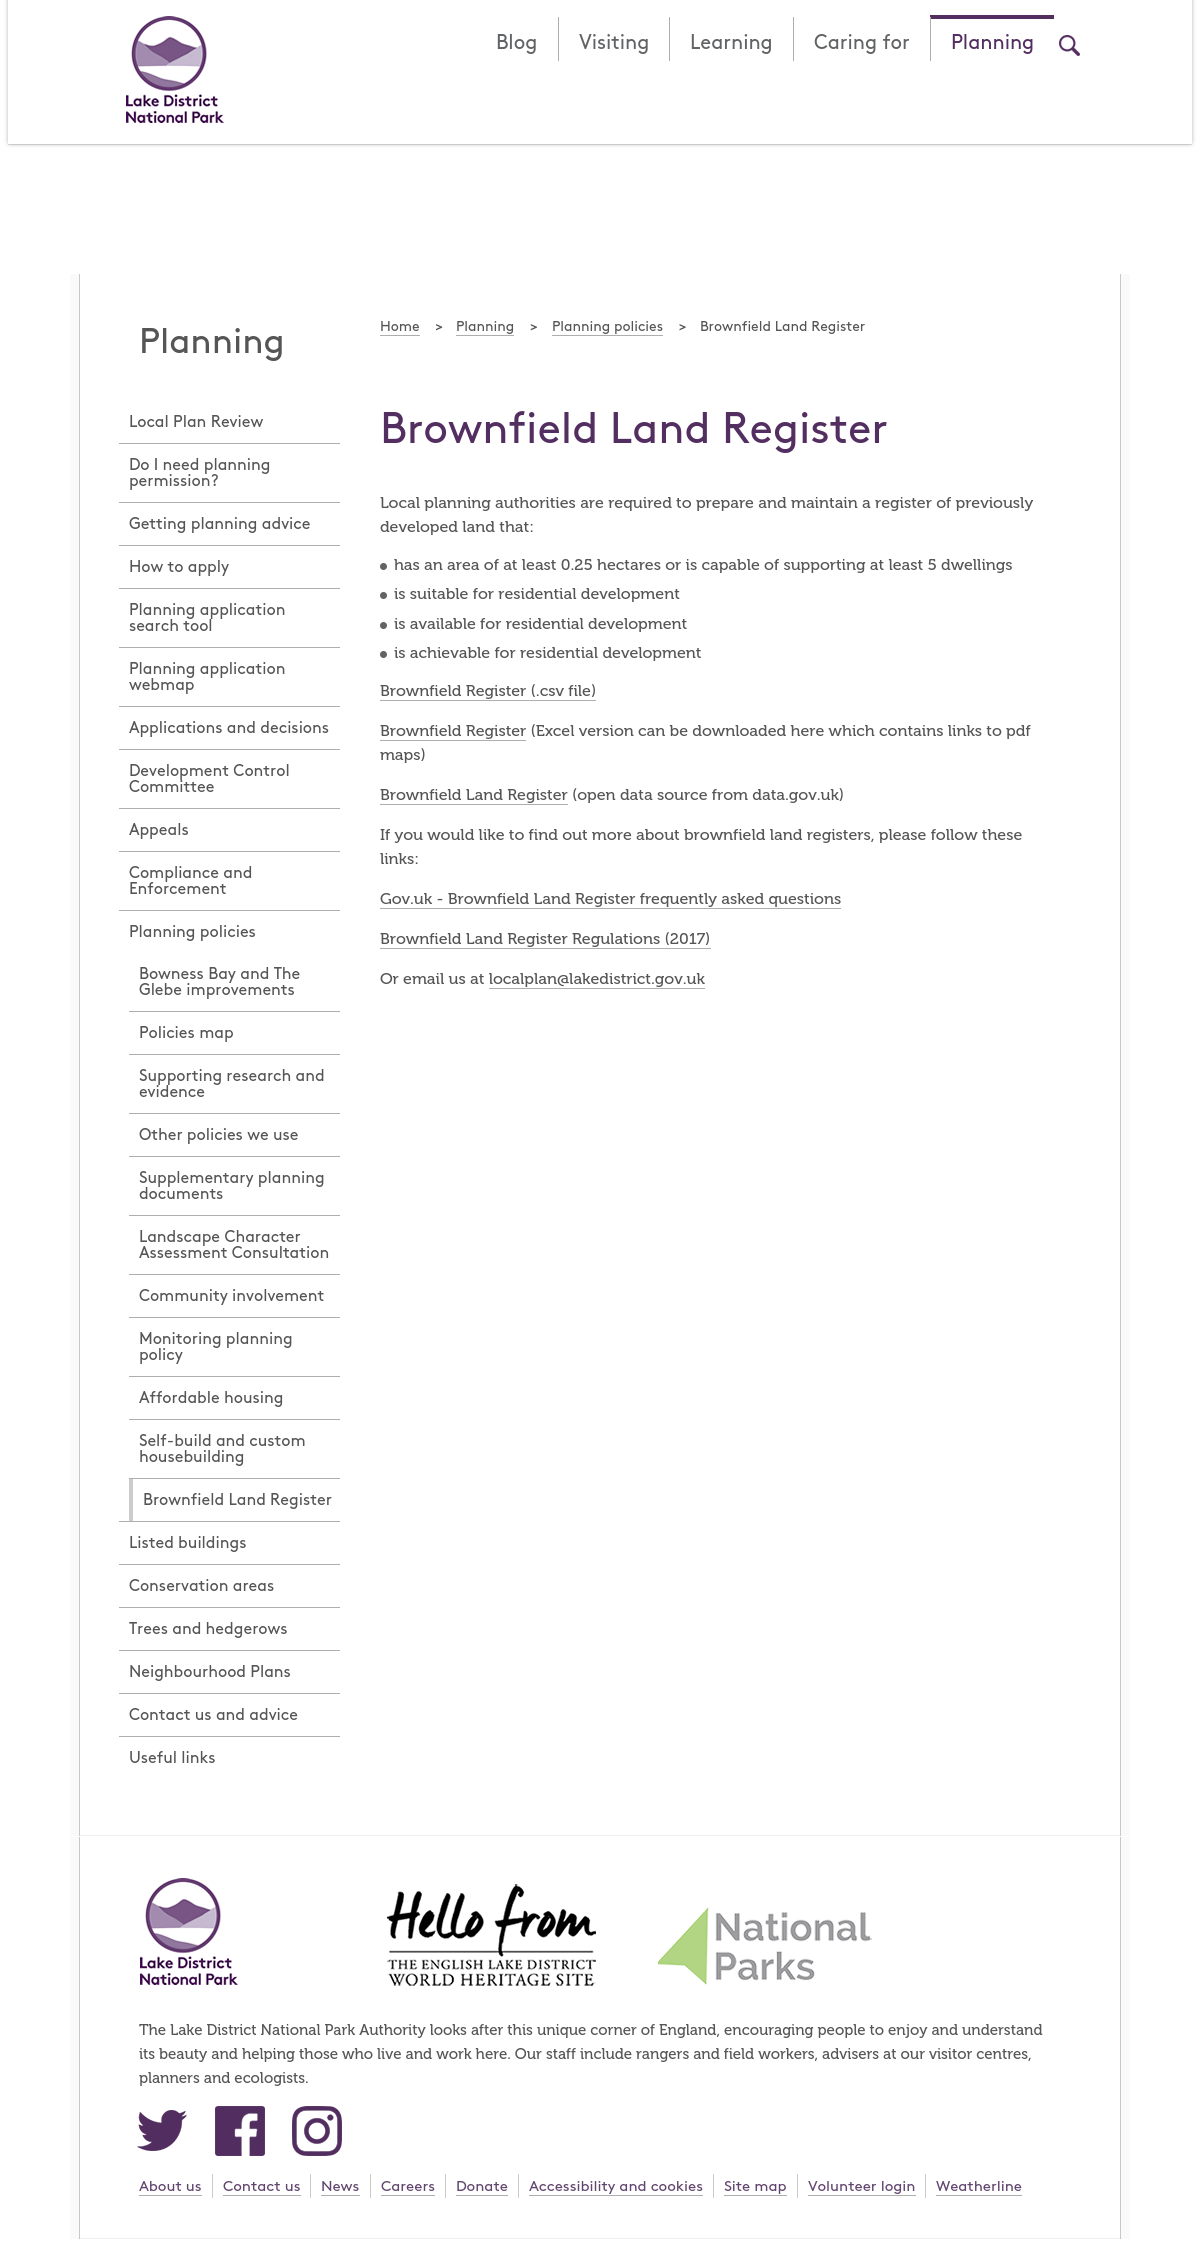 Lake District
National Park
Blog
Visiting
Learning
Caring for
Planning
Planning
Home > Planning > Planning policies > Brownfield Land Register
Local Plan Review
Do I need planning
permission?
Getting planning advice
How to apply
Planning application
search tool
Planning application
webmap
Applications and decisions
Development Control
Committee
Appeals
Compliance and
Enforcement
Planning policies
Bowness Bay and The
Glebe improvements
Policies map
Supporting research and
evidence
Other policies we use
Supplementary planning
documents
Landscape Character
Assessment Consultation
Community involvement
Monitoring planning
policy
Affordable housing
Self-build and custom
housebuilding
Brownfield Land Register
Listed buildings
Conservation areas
Trees and hedgerows
Neighbourhood Plans
Contact us and advice
Useful links
Brownfield Land Register
Local planning authorities are required to prepare and maintain a register of previously
developed land that:
has an area of at least 0.25 hectares or is capable of supporting at least 5 dwellings
is suitable for residential development
is available for residential development
is achievable for residential development
Brownfield Register (.csv file)
Brownfield Register (Excel version can be downloaded here which contains links to pdf
maps)
Brownfield Land Register (open data source from data.gov.uk)
If you would like to find out more about brownfield land registers, please follow these
links:
Gov.uk - Brownfield Land Register frequently asked questions
Brownfield Land Register Regulations (2017)
Or email us at localplan@lakedistrict.gov.uk
Lake District
National Park
Hello from
THE ENGLISH LAKE DISTRICT
WORLD HERITAGE SITE
National
Parks
The Lake District National Park Authority looks after this unique corner of England, encouraging people to enjoy and understand
its beauty and helping those who live and work here. Our staff include rangers and field workers, advisers at our visitor centres,
planners and ecologists.
About us
Contact us
News
Careers
Donate
Accessibility and cookies
Site map
Volunteer login
Weatherline